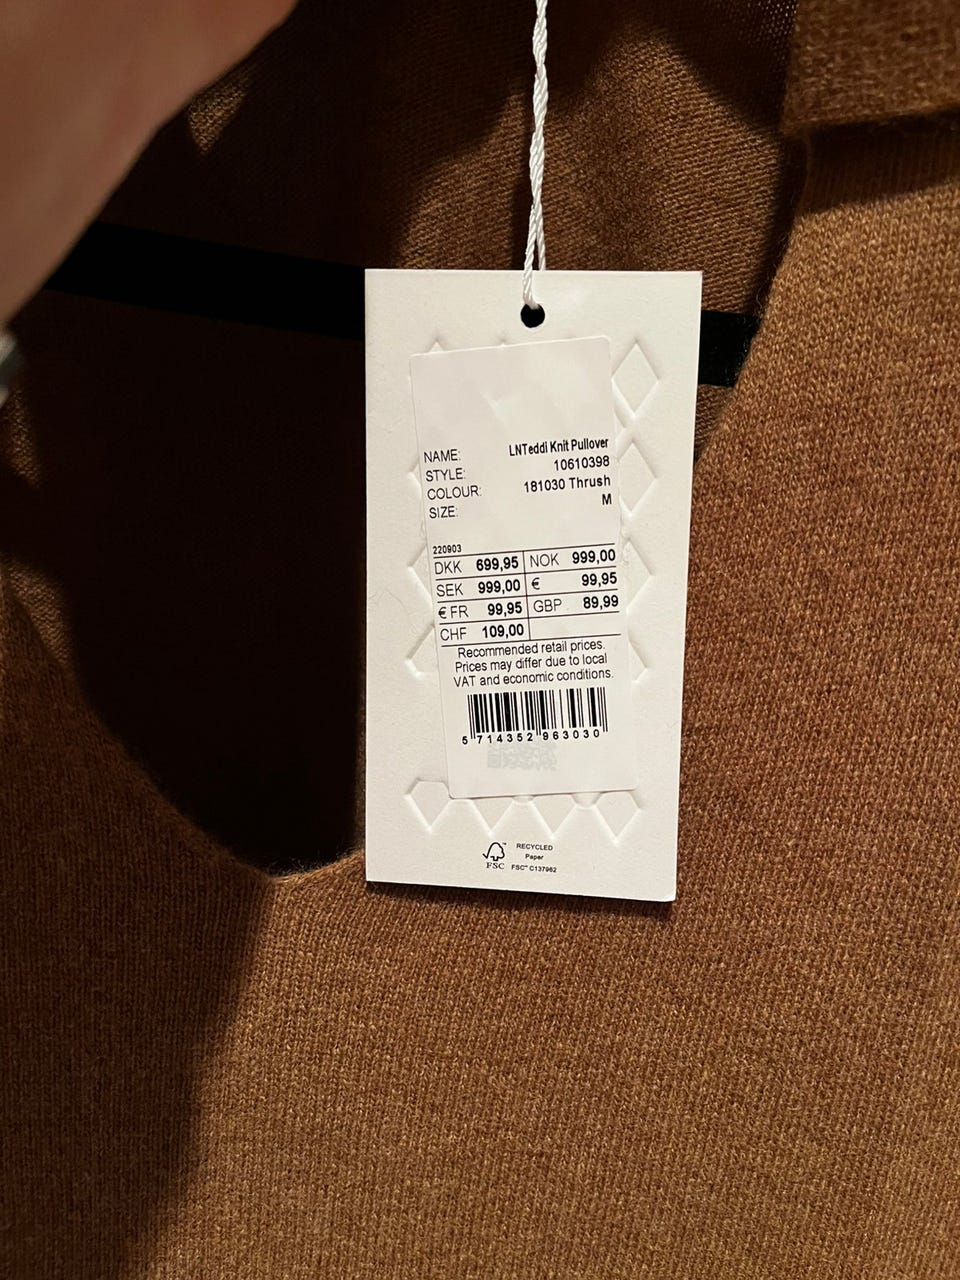 NAME: LNTeddi Knit Pullover
STYLE: 10610398
COLOUR: 181030 Thrush
SIZE: M
220903
DKK 699,95 NOK 999,00
SEK 999,00 € 99,95
€ FR 99,95 GBP 89,99
CHF 109,00
Recommended retail prices.
Prices may differ due to local
VAT and economic conditions.
5 714352 963030
RECYCLED
Paper
FSC™ C137962
FSC